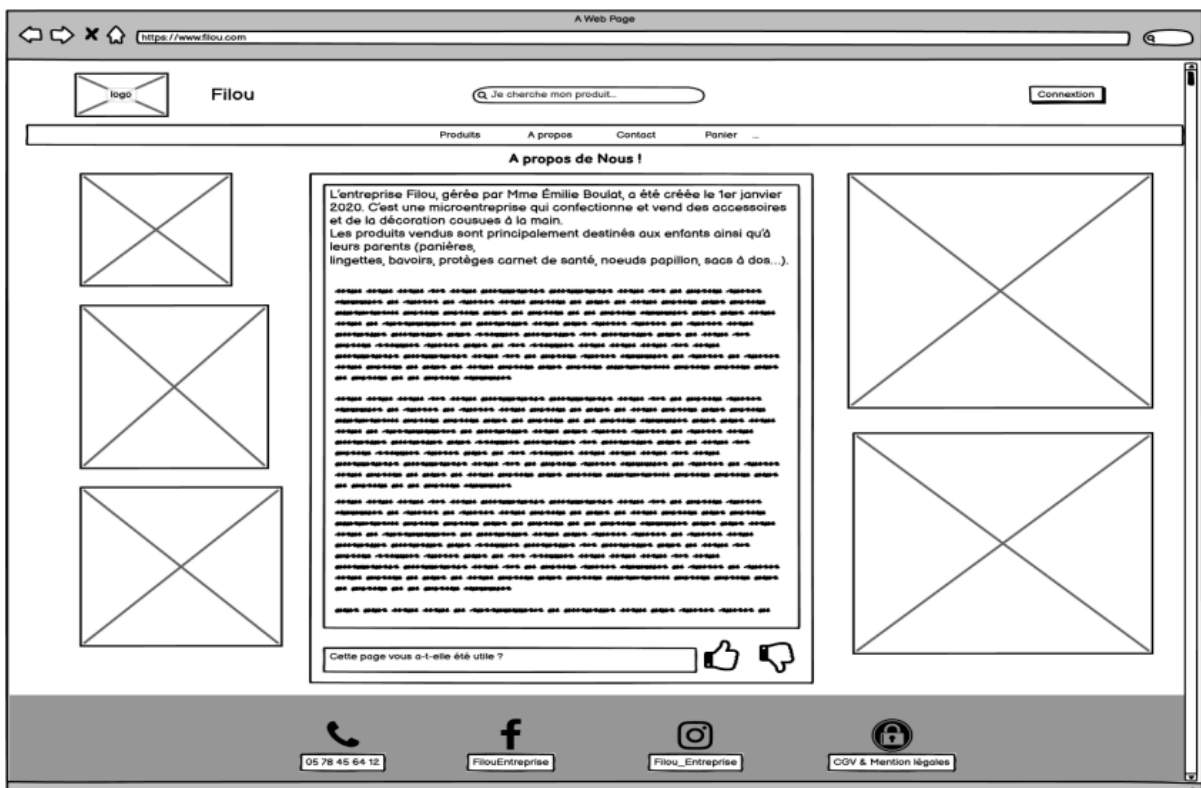 A Web Page
https://www.filou.com
logo
Filou
Je cherche mon produit...
Connextion
Produits A propos Contact Panier ...
A propos de Nous !
L'entreprise Filou, gérée par Mme Émilie Boulat, a été créée le 1er janvier
2020. C'est une microentreprise qui confectionne et vend des accessoires
et de la décoration cousues à la main.
Les produits vendus sont principalement destinés aux enfants ainsi qu'à
leurs parents (panières,
lingettes, bavoirs, protèges carnet de santé, noeuds papillon, sacs à dos...).
Cette page vous a-t-elle été utile ?
05 78 45 64 12
FilouEntreprise
Filou_Entreprise
CGV & Mention légales